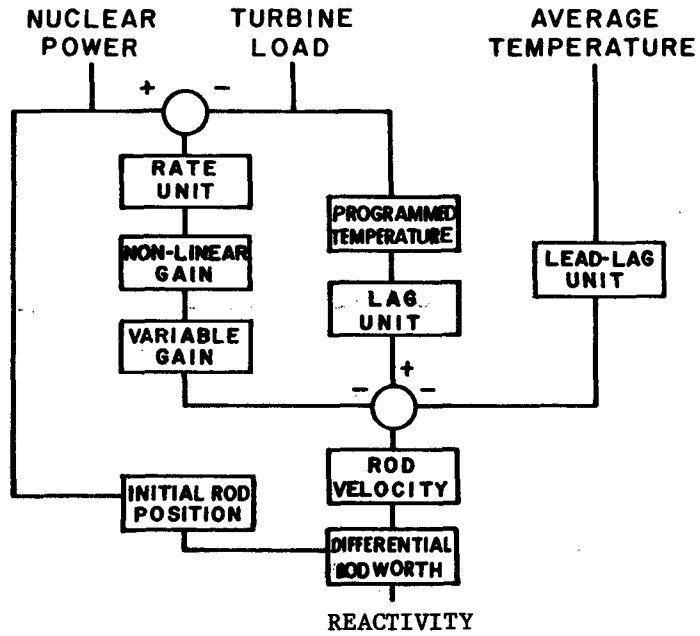 NUCLEAR
POWER
TURBINE
LOAD
AVERAGE
TEMPERATURE
+
-
RATE
UNIT
NON-LINEAR
GAIN
VARIABLE
GAIN
PROGRAMMED
TEMPERATURE
LAG
UNIT
LEAD-LAG
UNIT
-
+
-
ROD
VELOCITY
INITIAL ROD
POSITION
DIFFERENTIAL
ROD WORTH
REACTIVITY